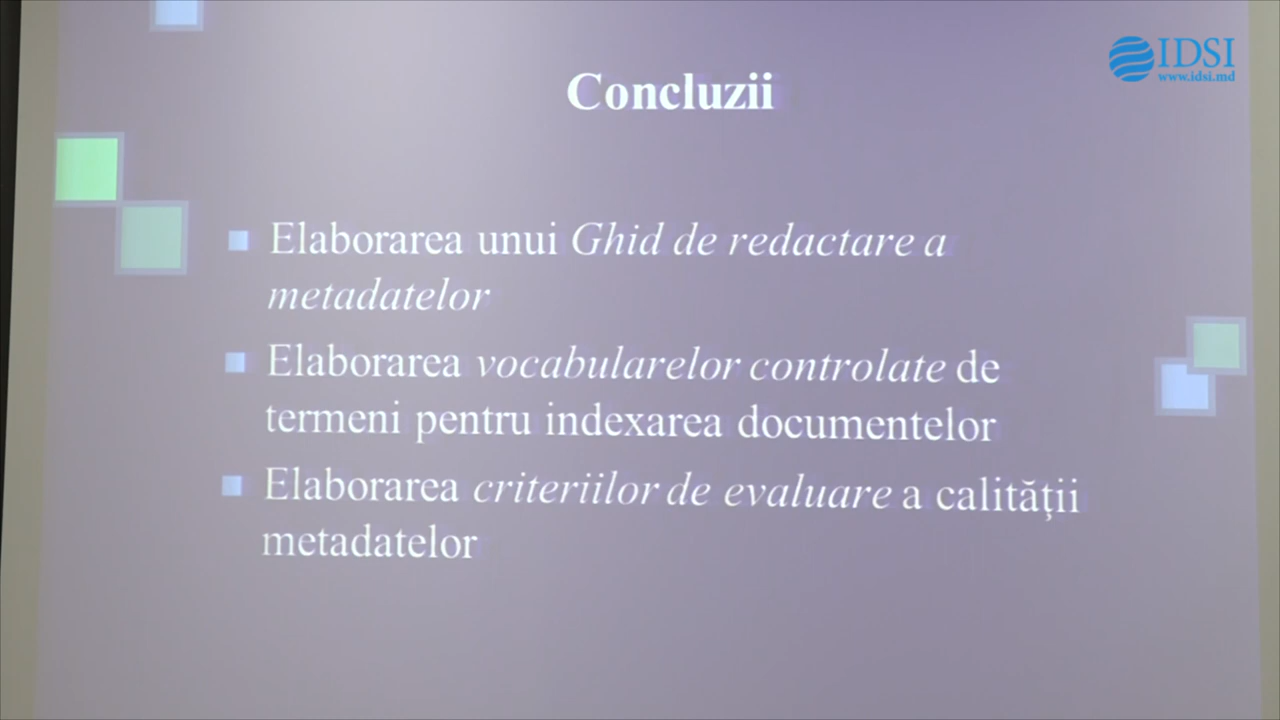 IDSI
www.idsi.md
Concluzii
Elaborarea unui Ghid de redactare a
metadatelor
Elaborarea vocabularelor controlate de
termeni pentru indexarea documentelor
Elaborarea criteriilor de evaluare a calității
metadatelor